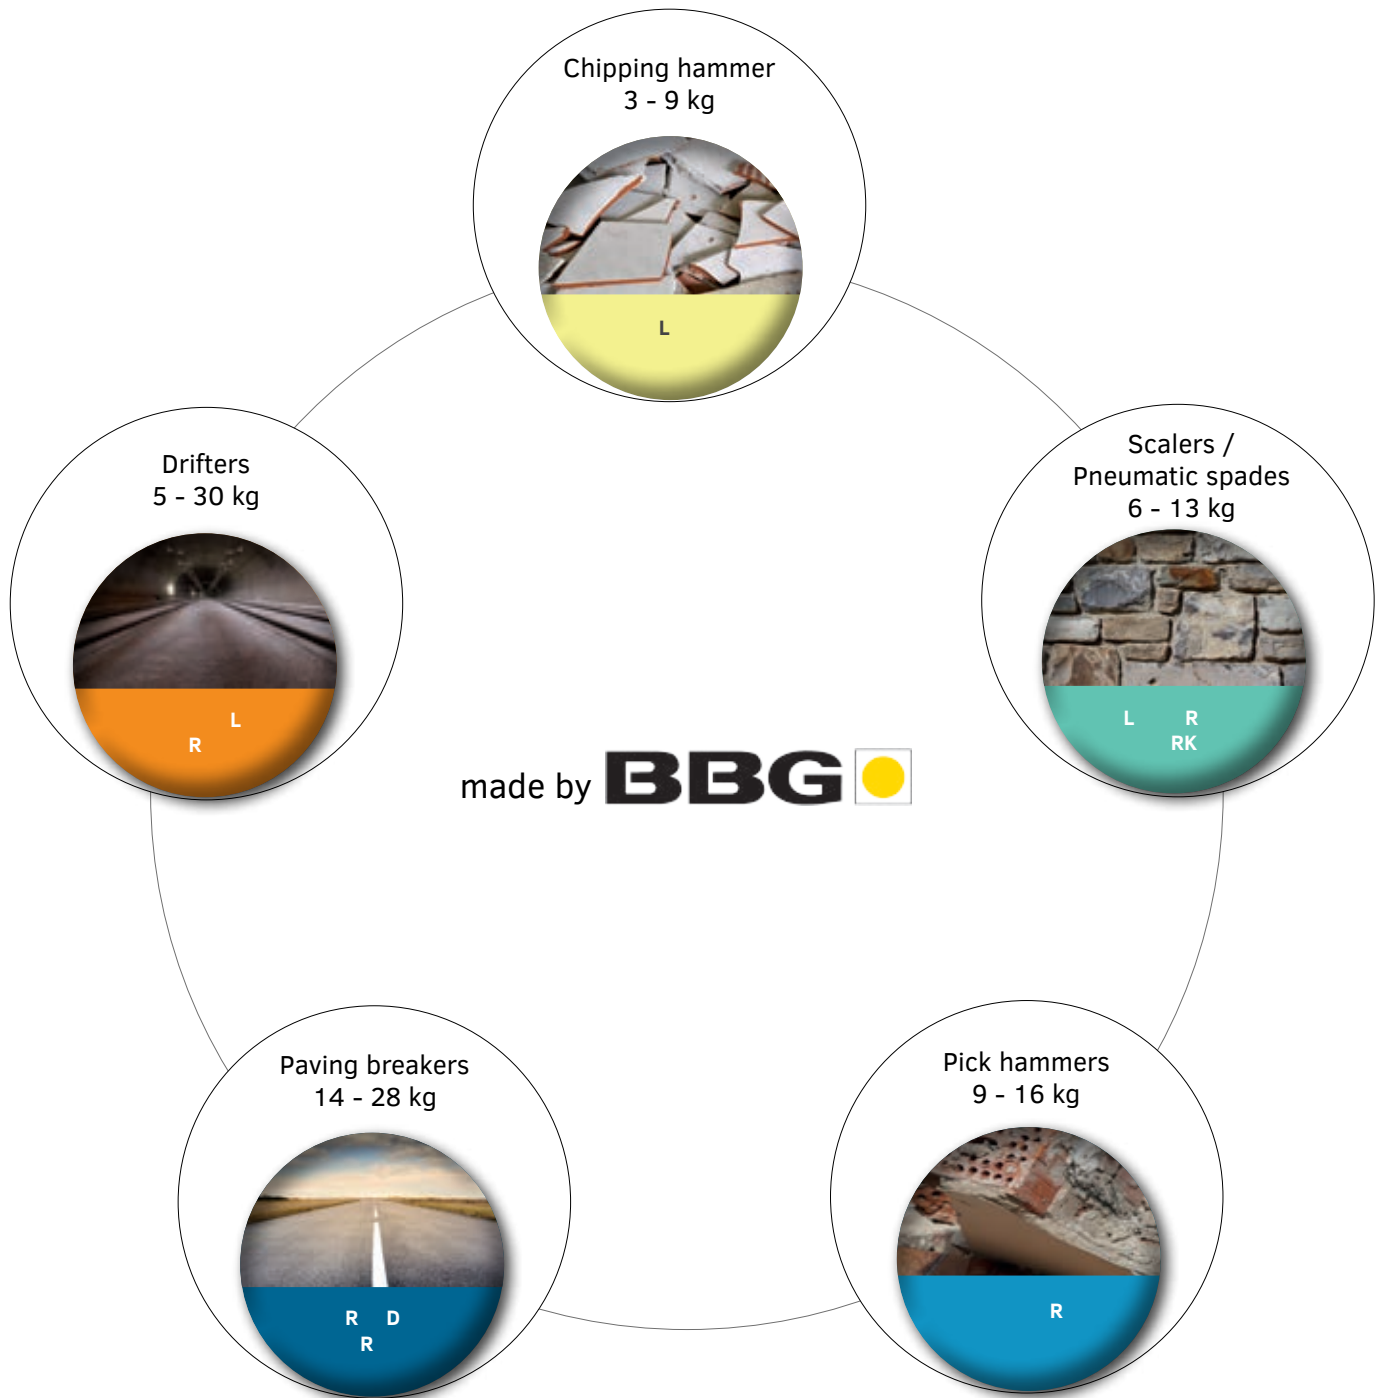 Chipping hammer
3 - 9 kg
L
Scalers /
Pneumatic spades
6 - 13 kg
L R
RK
Drifters
5 - 30 kg
L
R
made by BBG
Pick hammers
9 - 16 kg
R
Paving breakers
14 - 28 kg
R D
R